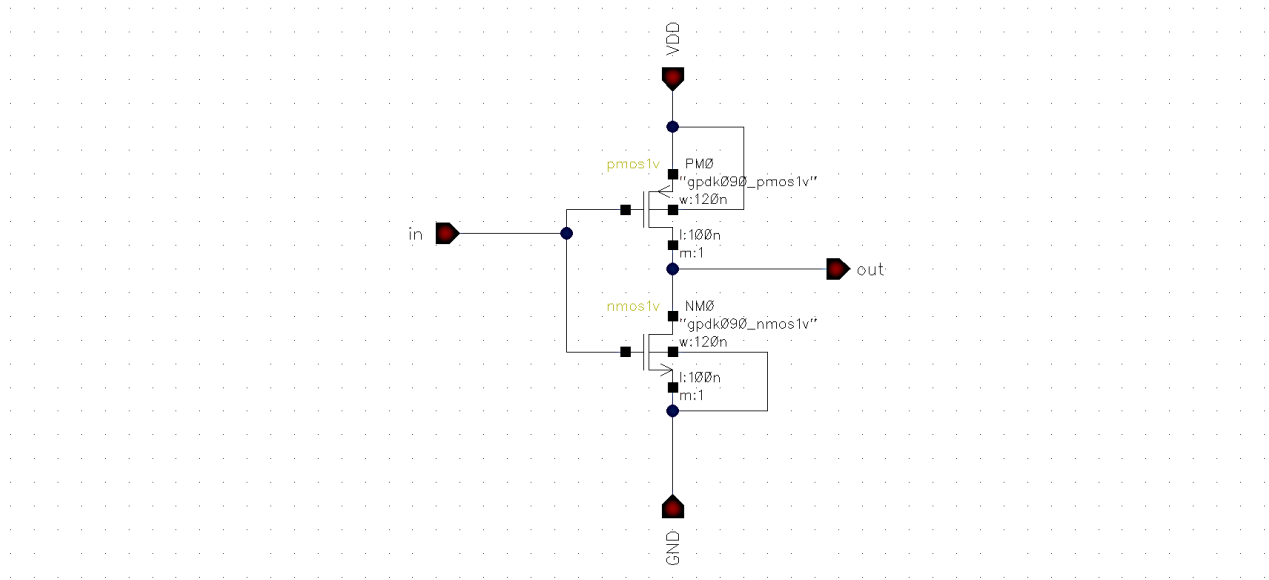 VDD
pmos1v PM0
"gpdk090_pmos1v"
w:120n
in
l:100n
m:1
out
nmos1v NM0
"gpdk090_nmos1v"
w:120n
l:100n
m:1
GND